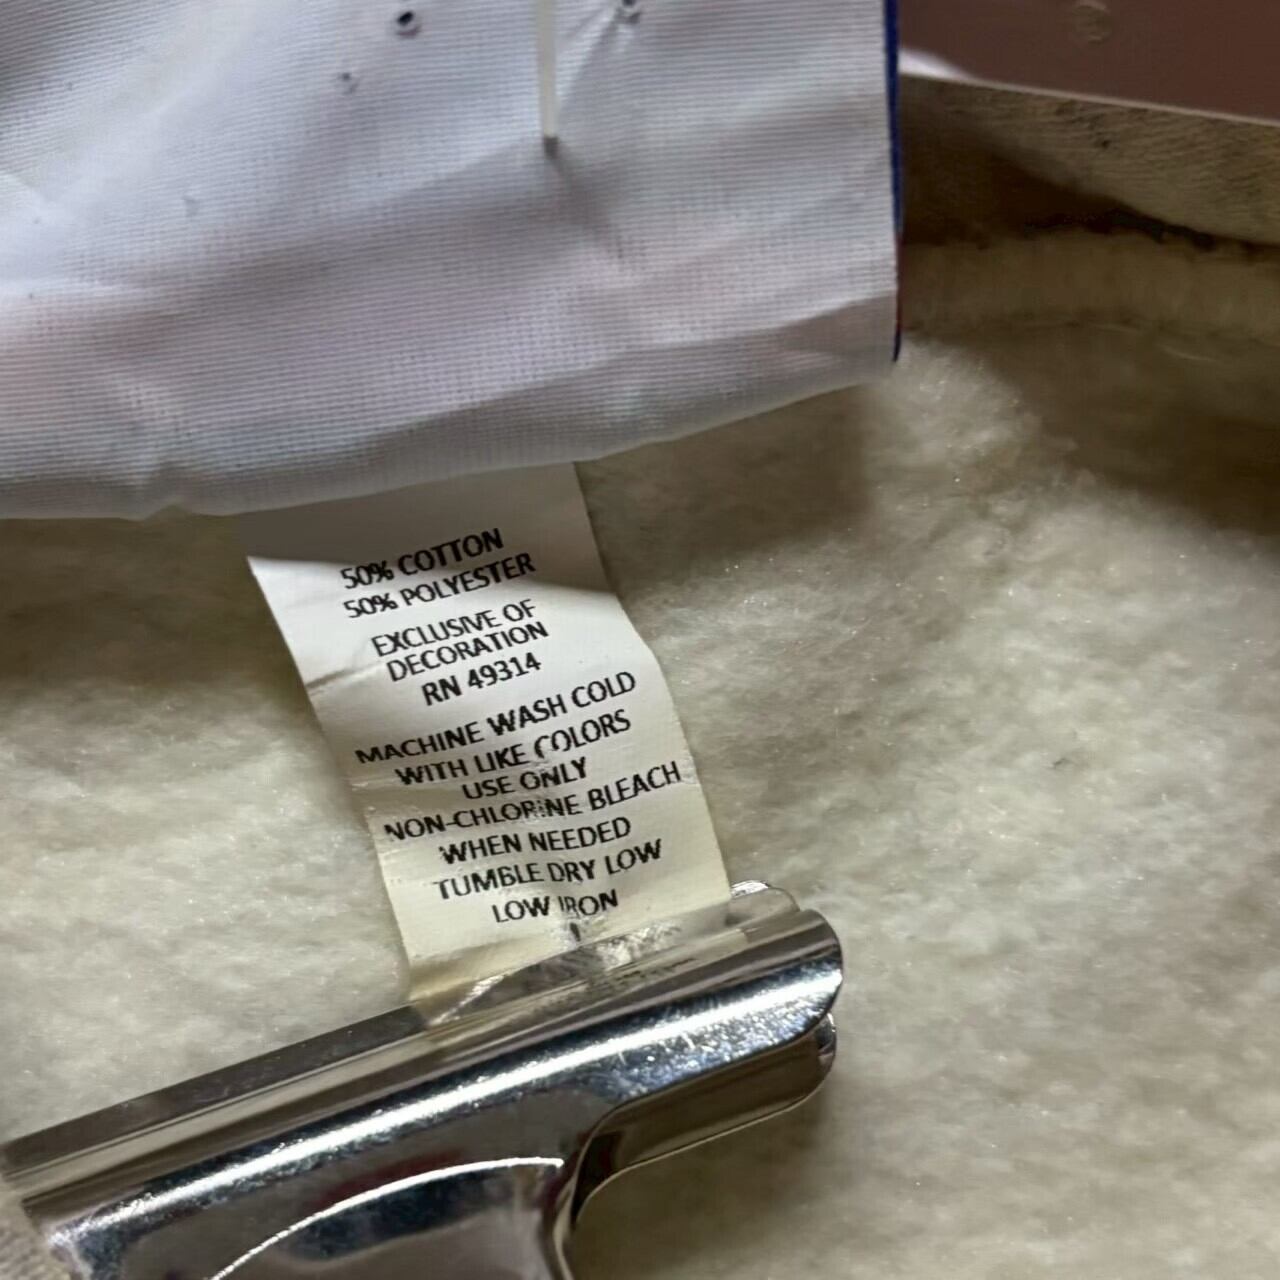 50% COTTON
50% POLYESTER
EXCLUSIVE OF
DECORATION
RN 49314
MACHINE WASH COLD
WITH LIKE COLORS
USE ONLY
NON-CHLORINE BLEACH
WHEN NEEDED
TUMBLE DRY LOW
LOW IRON